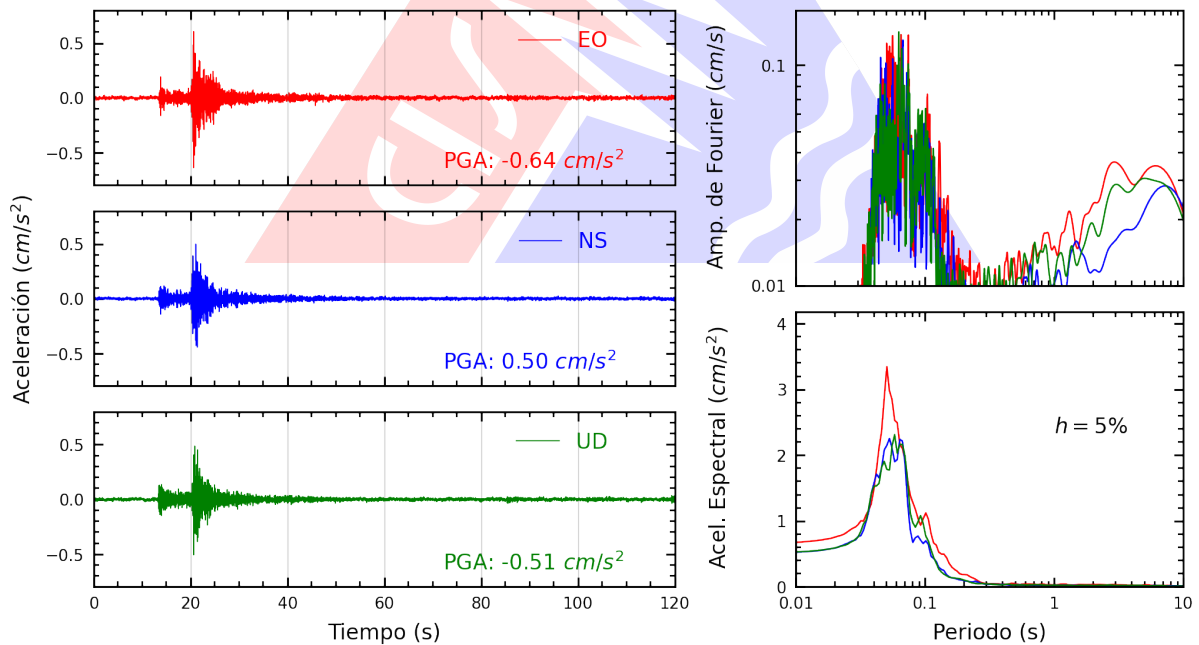 Aceleración (cm/s²)
0.5
0.0
−0.5
EO
PGA: -0.64 cm/s²
0.5
0.0
−0.5
NS
PGA: 0.50 cm/s²
0.5
0.0
−0.5
UD
PGA: -0.51 cm/s²
0 20 40 60 80 100 120
Tiempo (s)
Amp. de Fourier (cm/s)
0.1
0.01
Acel. Espectral (cm/s²)
4
3
2
1
0
h = 5%
0.01 0.1 1 10
Periodo (s)